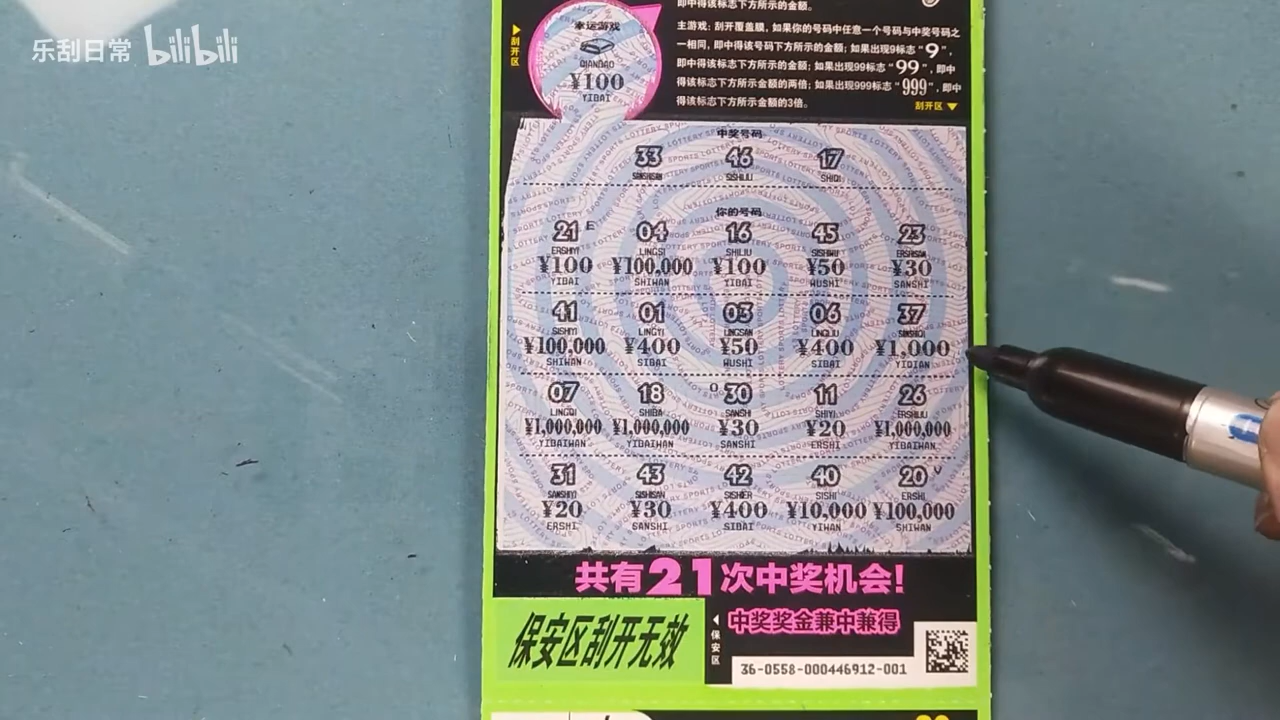 乐刮日常 bilibili
即中得该标志下方所示的金额。
主游戏: 刮开覆盖膜, 如果你的号码中任意一个号码与中奖号码之
一相同, 即中得该号码下方所示的金额; 如果出现9标志“9”,
即中得该标志下方所示的金额; 如果出现99标志“99”, 即中
得该标志下方所示金额的两倍; 如果出现999标志“999”, 即中
得该标志下方所示金额的3倍。
刮开区
刮开区
幸运游戏
QIANDAO
¥100
YIBAI
中奖号码
33 46 17
SANSHISAN SISHILIU SHIQI
你的号码
21 E 04 16 45 23
ERSHIYI LINGSI SHILIU SISHIWU ERSHISAN
¥100 ¥100,000 ¥100 ¥50 ¥30
YIBAI SHIWAN YIBAI WUSHI SANSHI
41 01 03 06 37
SISHIYI LINGYI LINGSAN LINGLIU SANSHIQI
¥100,000 ¥400 ¥50 ¥400 ¥1,000
SHIWAN SIBAI WUSHI SIBAI YIQIAN
07 18 30 11 26
LINGQI SHIBA SANSHI SHIYI ERSHILIU
¥1,000,000 ¥1,000,000 ¥30 ¥20 ¥1,000,000
YIBAIWAN YIBAIWAN SANSHI ERSHI YIBAIWAN
31 43 42 40 20 V
SANSHIYI SISHISAN SISHIER SISHI ERSHI
¥20 ¥30 ¥400 ¥10,000 ¥100,000
ERSHI SANSHI SIBAI YIWAN SHIWAN
共有21次中奖机会!
保安区刮开无效
保安区
中奖奖金兼中兼得
36-0558-000446912-001